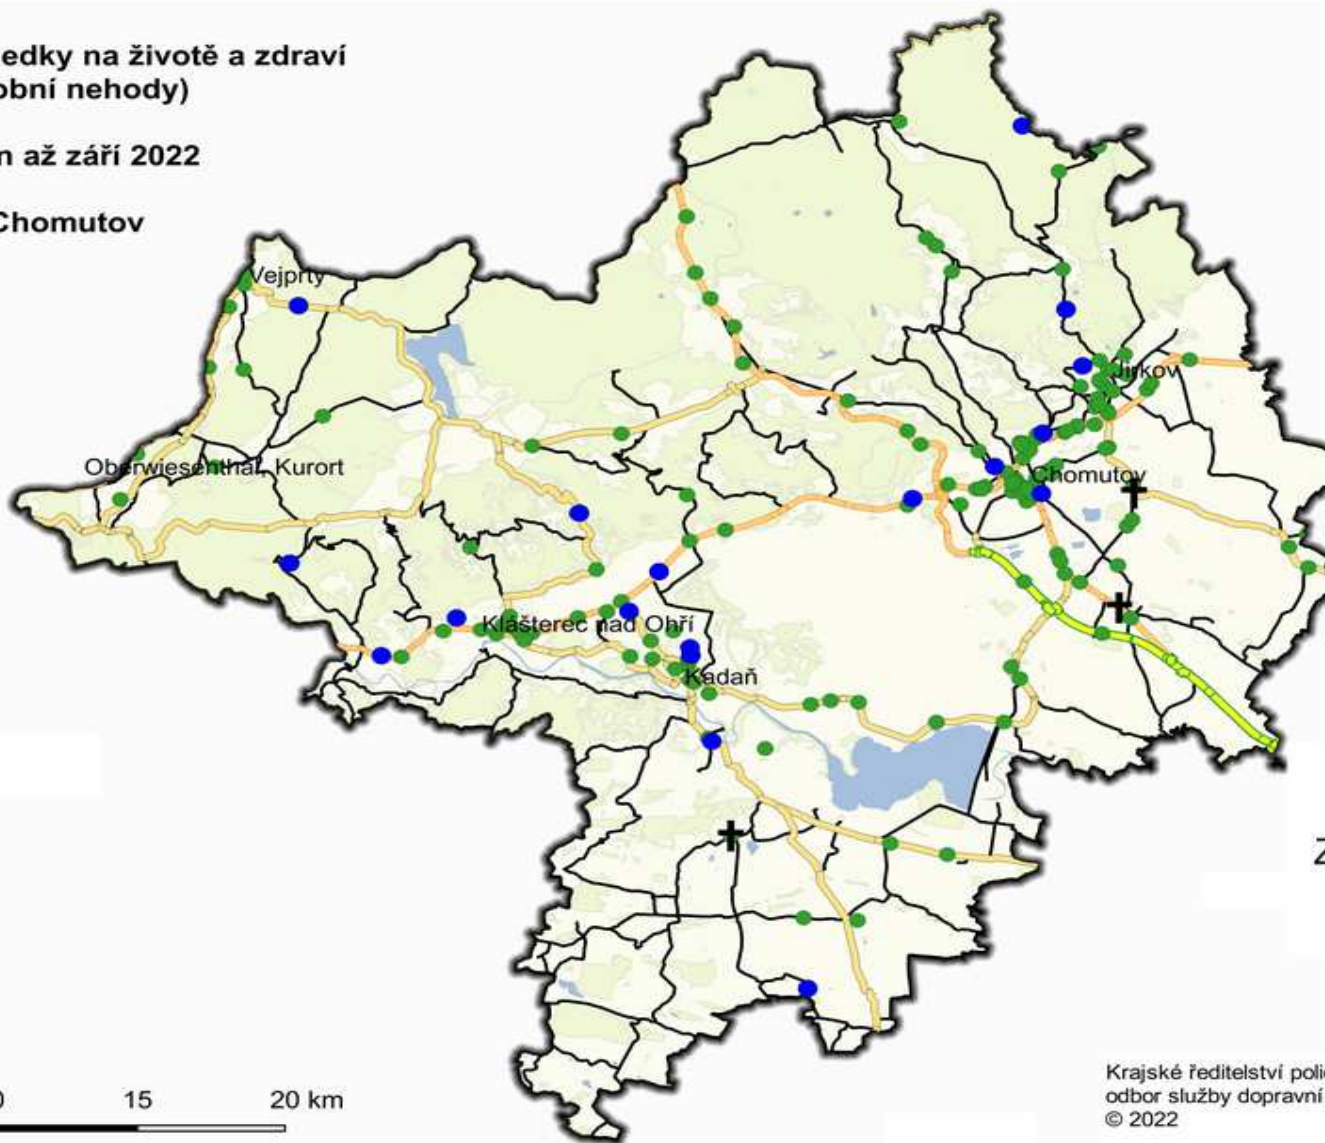 edky na životě a zdraví
obní nehody)
n až září 2022
Chomutov
Vejprty
Jirkov
Oberwiesenthal, Kurort
Chomutov
Klášterec nad Ohří
Kadaň
Z
0 15 20 km
Krajské ředitelství polic
odbor služby dopravní
© 2022